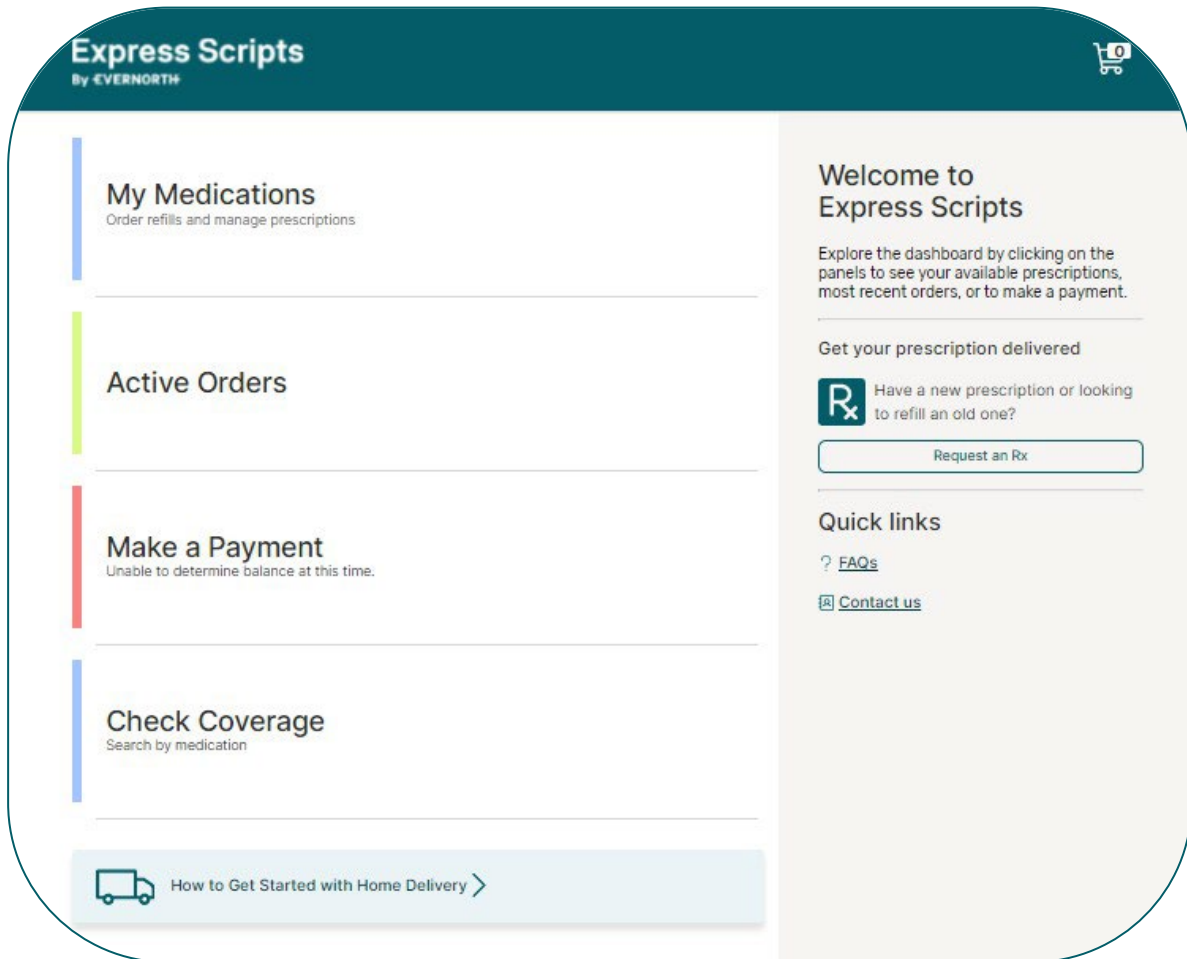 Express Scripts
By EVERNORTH
0
My Medications
Order refills and manage prescriptions
Active Orders
Make a Payment
Unable to determine balance at this time.
Check Coverage
Search by medication
How to Get Started with Home Delivery
Welcome to
Express Scripts
Explore the dashboard by clicking on the
panels to see your available prescriptions,
most recent orders, or to make a payment.
Get your prescription delivered
Rx
Have a new prescription or looking
to refill an old one?
Request an Rx
Quick links
? FAQs
Contact us